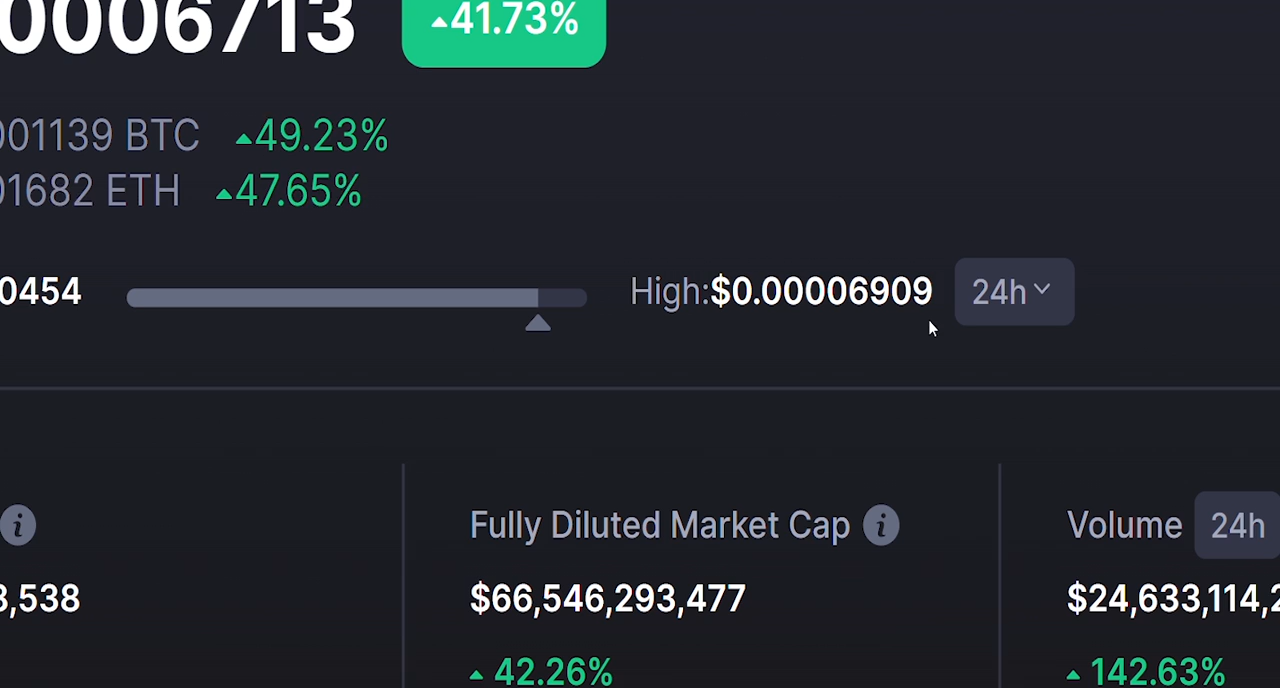 0006713 41.73%
001139 BTC 49.23%
01682 ETH 47.65%
0454 High:$0.00006909 24h
Fully Diluted Market Cap i Volume 24h
3,538 $66,546,293,477 $24,633,114,2
42.26% 142.63%